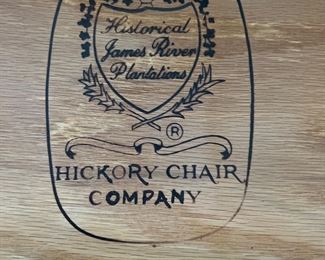 Historical
James River
Plantations
®
HICKORY CHAIR
COMPANY